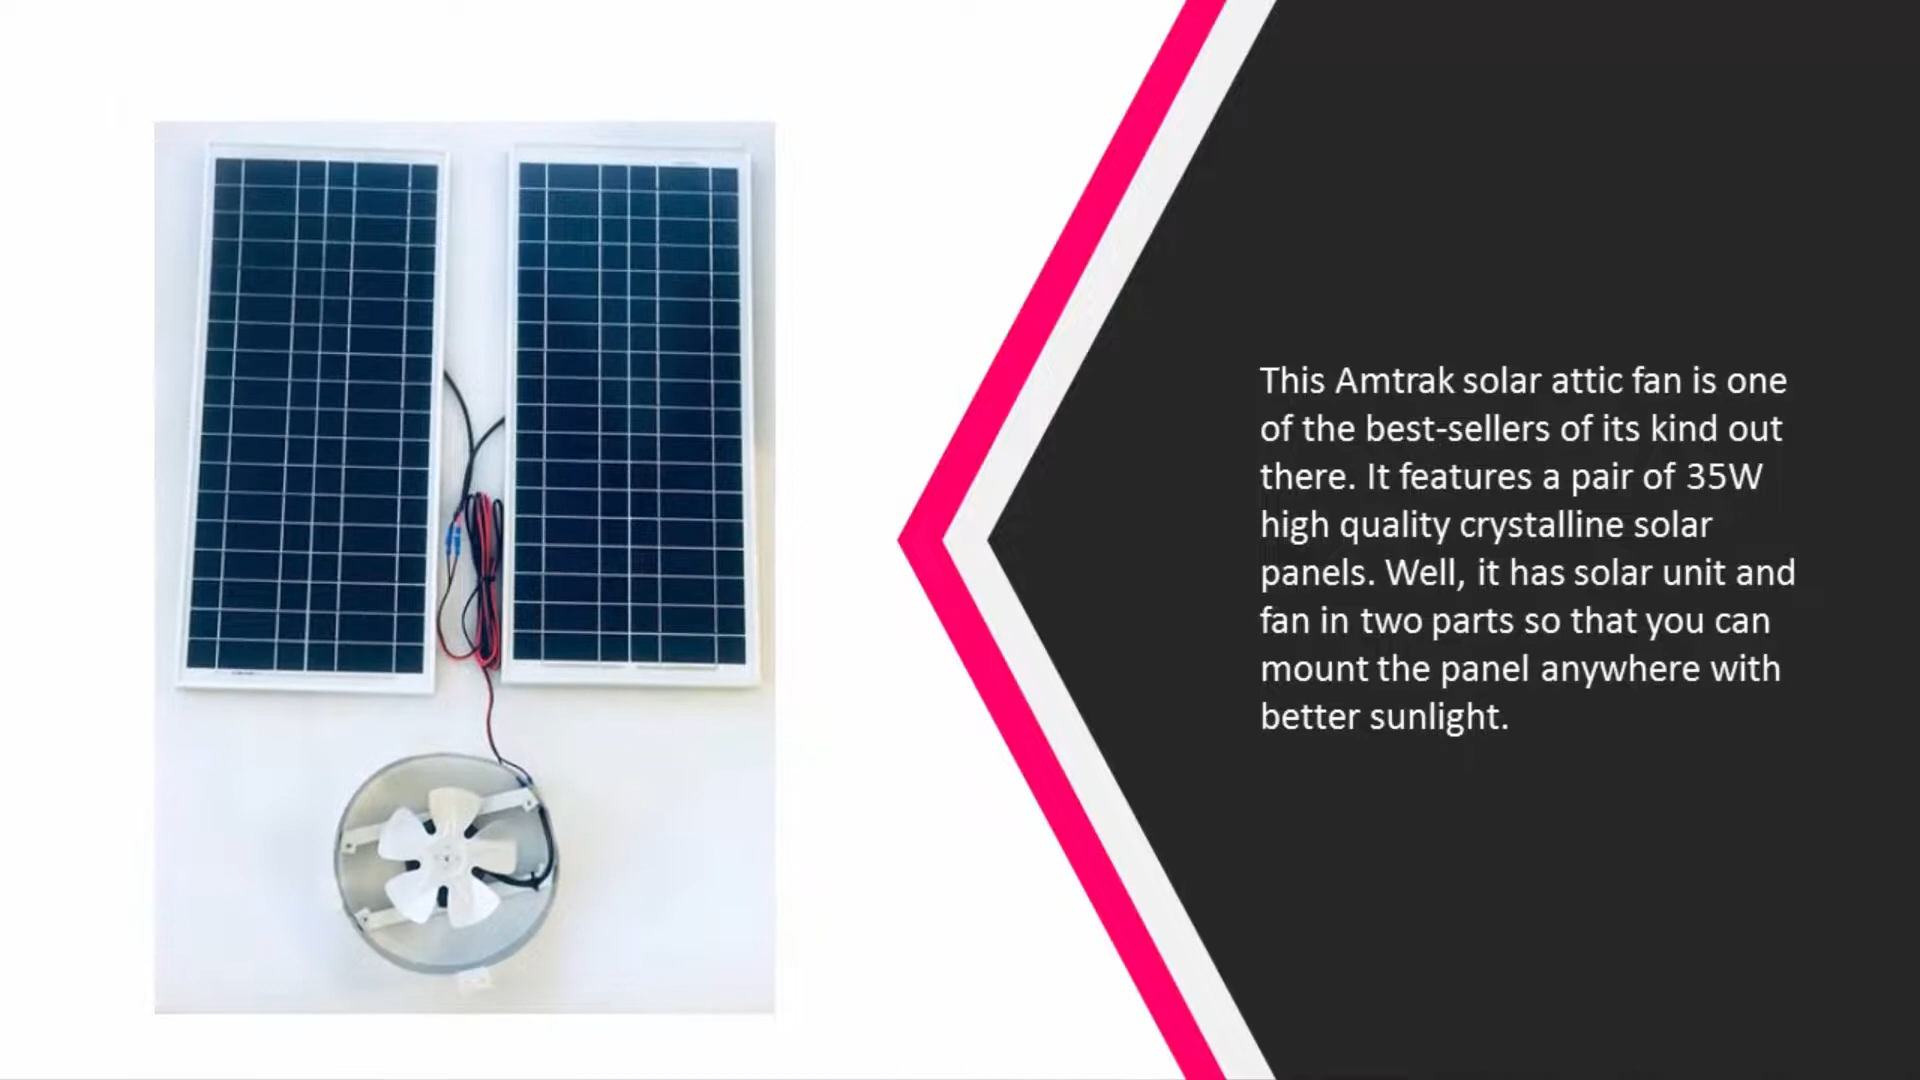 This Amtrak solar attic fan is one
of the best-sellers of its kind out
there. It features a pair of 35W
high quality crystalline solar
panels. Well, it has solar unit and
fan in two parts so that you can
mount the panel anywhere with
better sunlight.